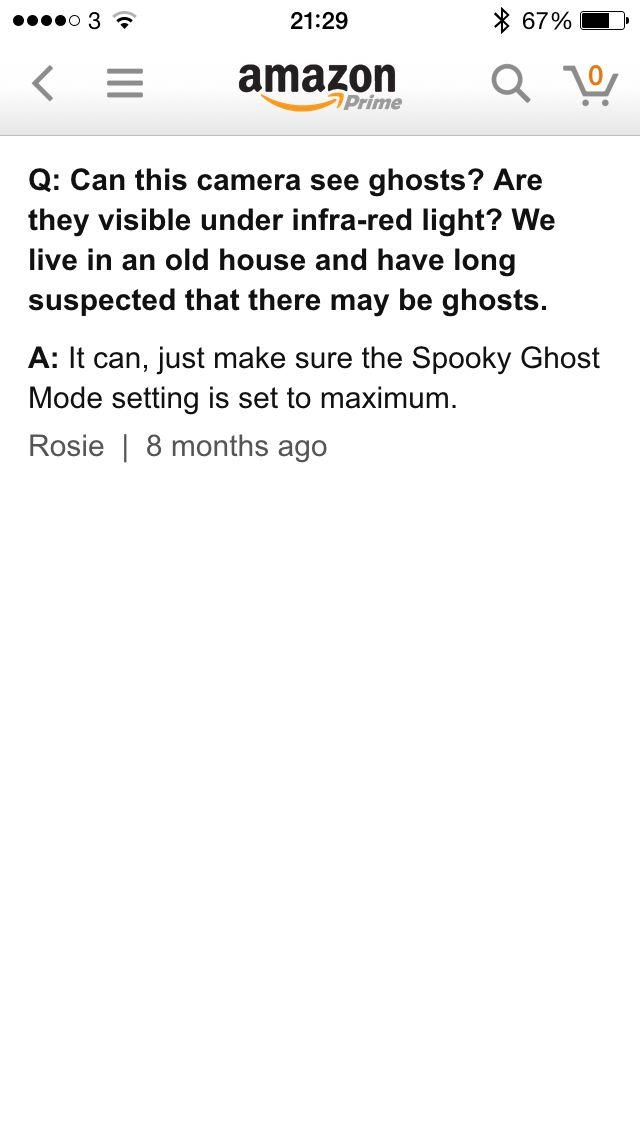 3 21:29 67%
amazon
Prime
0
Q: Can this camera see ghosts? Are
they visible under infra-red light? We
live in an old house and have long
suspected that there may be ghosts.
A: It can, just make sure the Spooky Ghost
Mode setting is set to maximum.
Rosie | 8 months ago